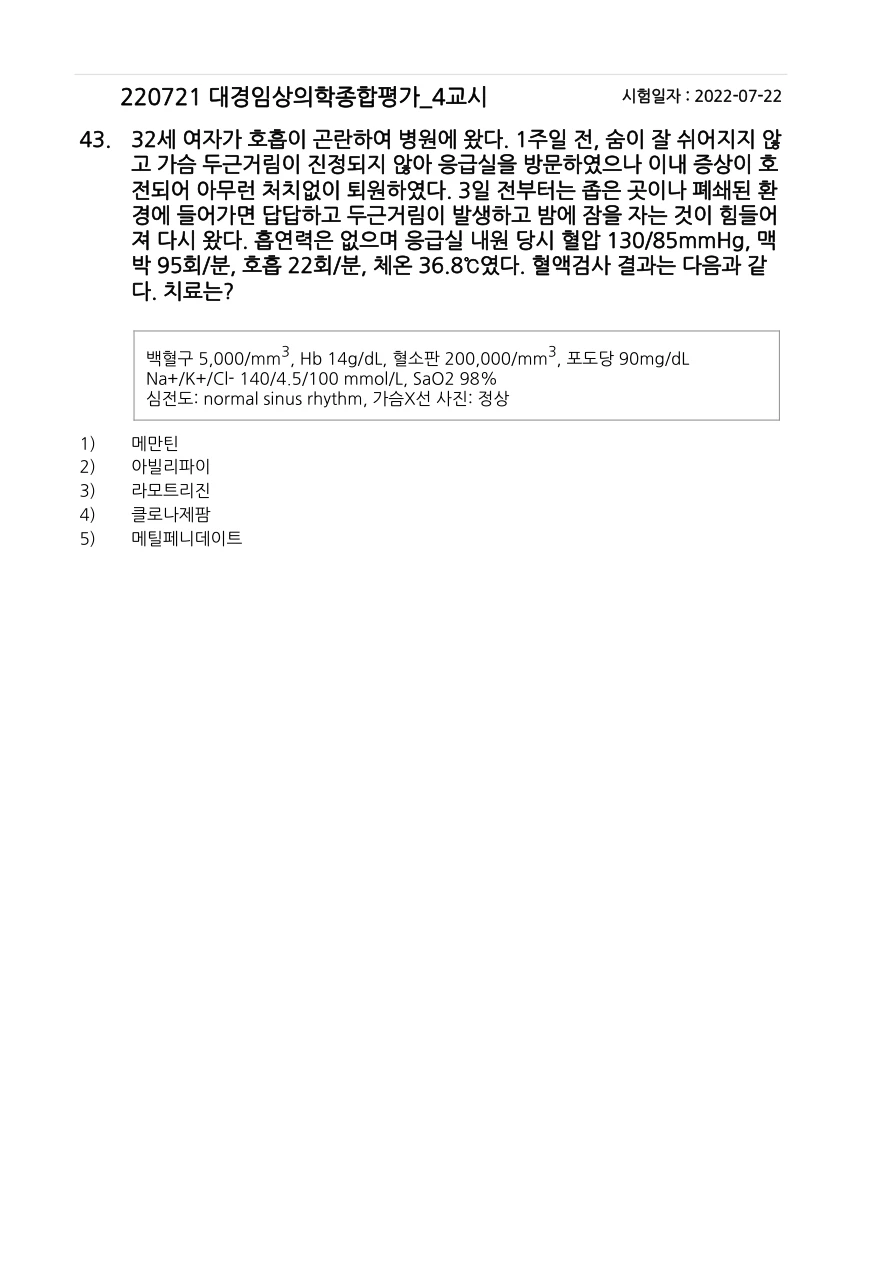 220721 대경임상의학종합평가_4교시 시험일자 : 2022-07-22
43. 32세 여자가 호흡이 곤란하여 병원에 왔다. 1주일 전, 숨이 잘 쉬어지지 않
고 가슴 두근거림이 진정되지 않아 응급실을 방문하였으나 이내 증상이 호
전되어 아무런 처치없이 퇴원하였다. 3일 전부터는 좁은 곳이나 폐쇄된 환
경에 들어가면 답답하고 두근거림이 발생하고 밤에 잠을 자는 것이 힘들어
져 다시 왔다. 흡연력은 없으며 응급실 내원 당시 혈압 130/85mmHg, 맥
박 95회/분, 호흡 22회/분, 체온 36.8℃였다. 혈액검사 결과는 다음과 같
다. 치료는?
백혈구 5,000/mm³, Hb 14g/dL, 혈소판 200,000/mm³, 포도당 90mg/dL
Na+/K+/Cl- 140/4.5/100 mmol/L, SaO2 98%
심전도: normal sinus rhythm, 가슴X선 사진: 정상
1) 메만틴
2) 아빌리파이
3) 라모트리진
4) 클로나제팜
5) 메틸페니데이트